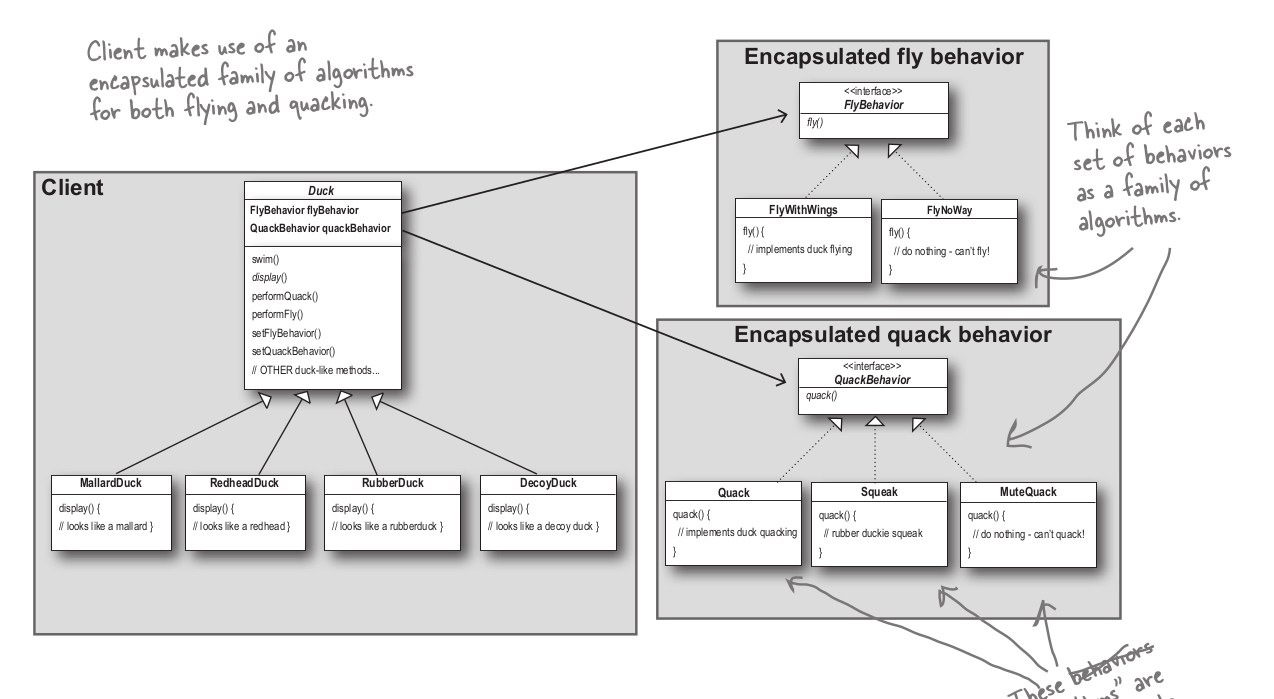 Client makes use of an
encapsulated family of algorithms
for both flying and quacking.
Client
Duck
FlyBehavior flyBehavior
QuackBehavior quackBehavior
swim()
display()
performQuack()
performFly()
setFlyBehavior()
setQuackBehavior()
// OTHER duck-like methods...
MallardDuck
display() {
// looks like a mallard }
RedheadDuck
display() {
// looks like a redhead }
RubberDuck
display() {
// looks like a rubberduck }
DecoyDuck
display() {
// looks like a decoy duck }
Encapsulated fly behavior
<<interface>>
FlyBehavior
fly()
FlyWithWings
fly() {
// implements duck flying
}
FlyNoWay
fly() {
// do nothing - can't fly!
}
Think of each
set of behaviors
as a family of
algorithms.
Encapsulated quack behavior
<<interface>>
QuackBehavior
quack()
Quack
quack() {
// implements duck quacking
}
Squeak
quack() {
// rubber duckie squeak
}
MuteQuack
quack() {
// do nothing - can't quack!
}
These behaviors
are